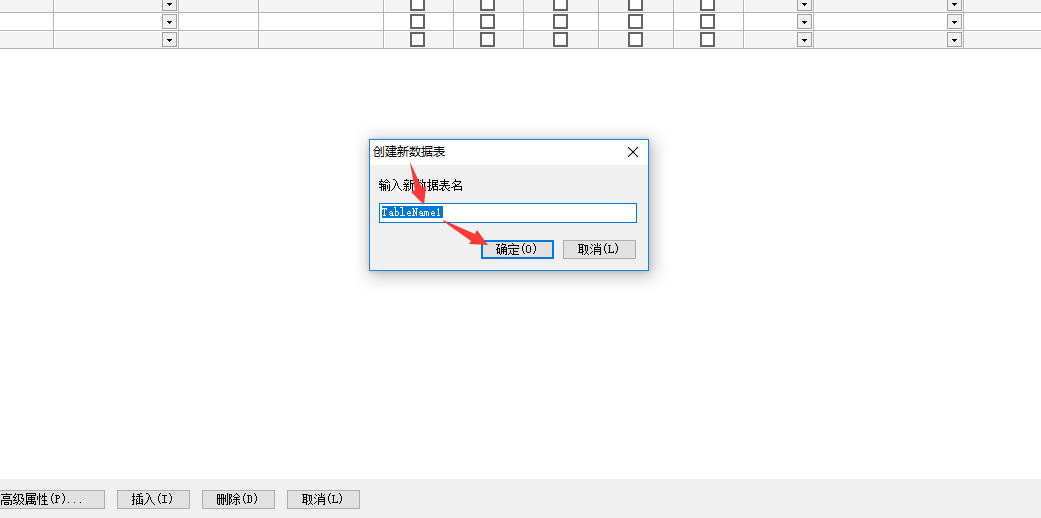 创建新数据表
输入新数据表名
TableName1
确定(O) 取消(L)
高级属性(P)... 插入(I) 删除(D) 取消(L)